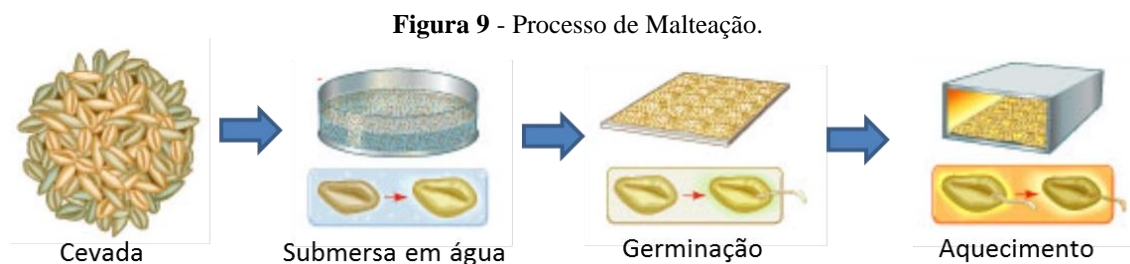 Figura 9 - Processo de Malteação.
Cevada
Submersa em água
Germinação
Aquecimento